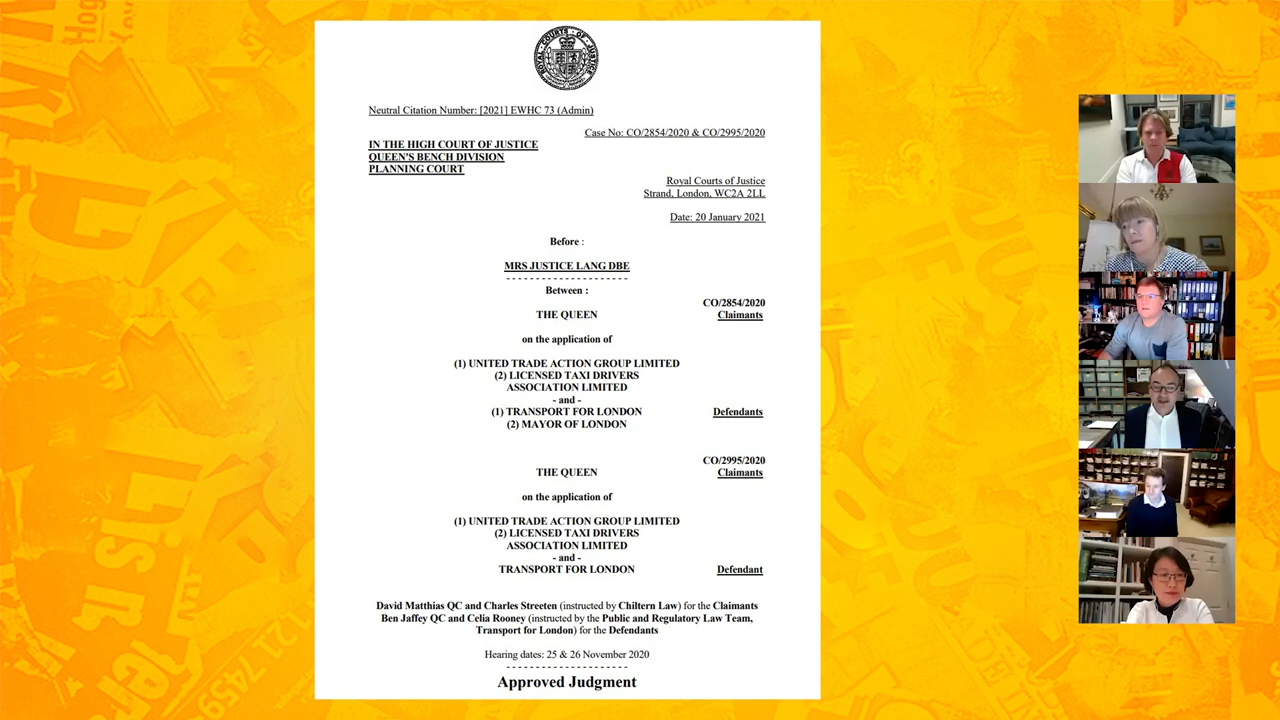 ROYAL COURTS OF JUSTICE
Neutral Citation Number: [2021] EWHC 73 (Admin)
Case No: CO/2854/2020 & CO/2995/2020
IN THE HIGH COURT OF JUSTICE
QUEEN'S BENCH DIVISION
PLANNING COURT
Royal Courts of Justice
Strand, London, WC2A 2LL
Date: 20 January 2021
Before :
MRS JUSTICE LANG DBE
- - - - - - - - - - - - - - - - - - - - -
Between :
CO/2854/2020
THE QUEEN Claimants
on the application of
(1) UNITED TRADE ACTION GROUP LIMITED
(2) LICENSED TAXI DRIVERS
ASSOCIATION LIMITED
- and -
(1) TRANSPORT FOR LONDON Defendants
(2) MAYOR OF LONDON
CO/2995/2020
THE QUEEN Claimants
on the application of
(1) UNITED TRADE ACTION GROUP LIMITED
(2) LICENSED TAXI DRIVERS
ASSOCIATION LIMITED
- and -
TRANSPORT FOR LONDON Defendant
David Matthias QC and Charles Streeten (instructed by Chiltern Law) for the Claimants
Ben Jaffey QC and Celia Rooney (instructed by the Public and Regulatory Law Team,
Transport for London) for the Defendants
Hearing dates: 25 & 26 November 2020
- - - - - - - - - - - - - - - - - - - - -
Approved Judgment